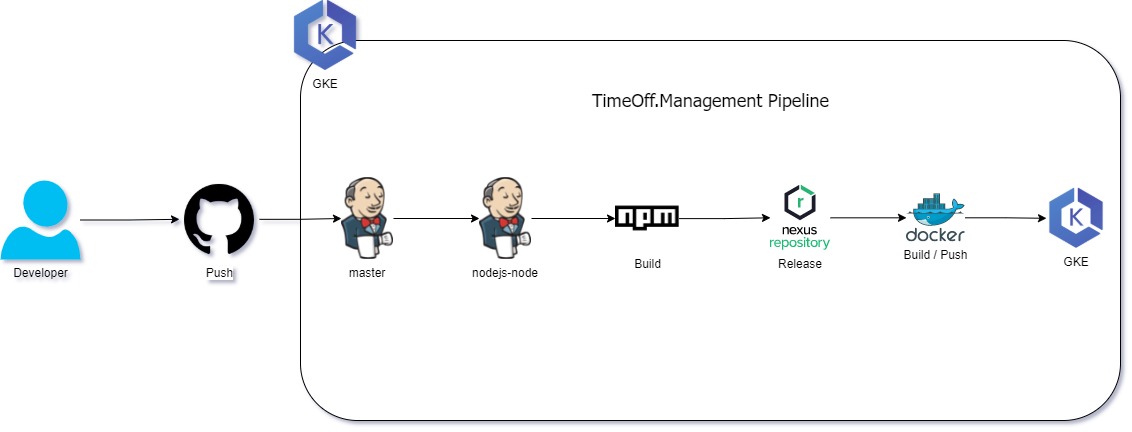 K
GKE
TimeOff.Management Pipeline
Developer
Push
master
nodejs-node
npm
Build
r
nexus
repository
Release
docker
Build / Push
K
GKE